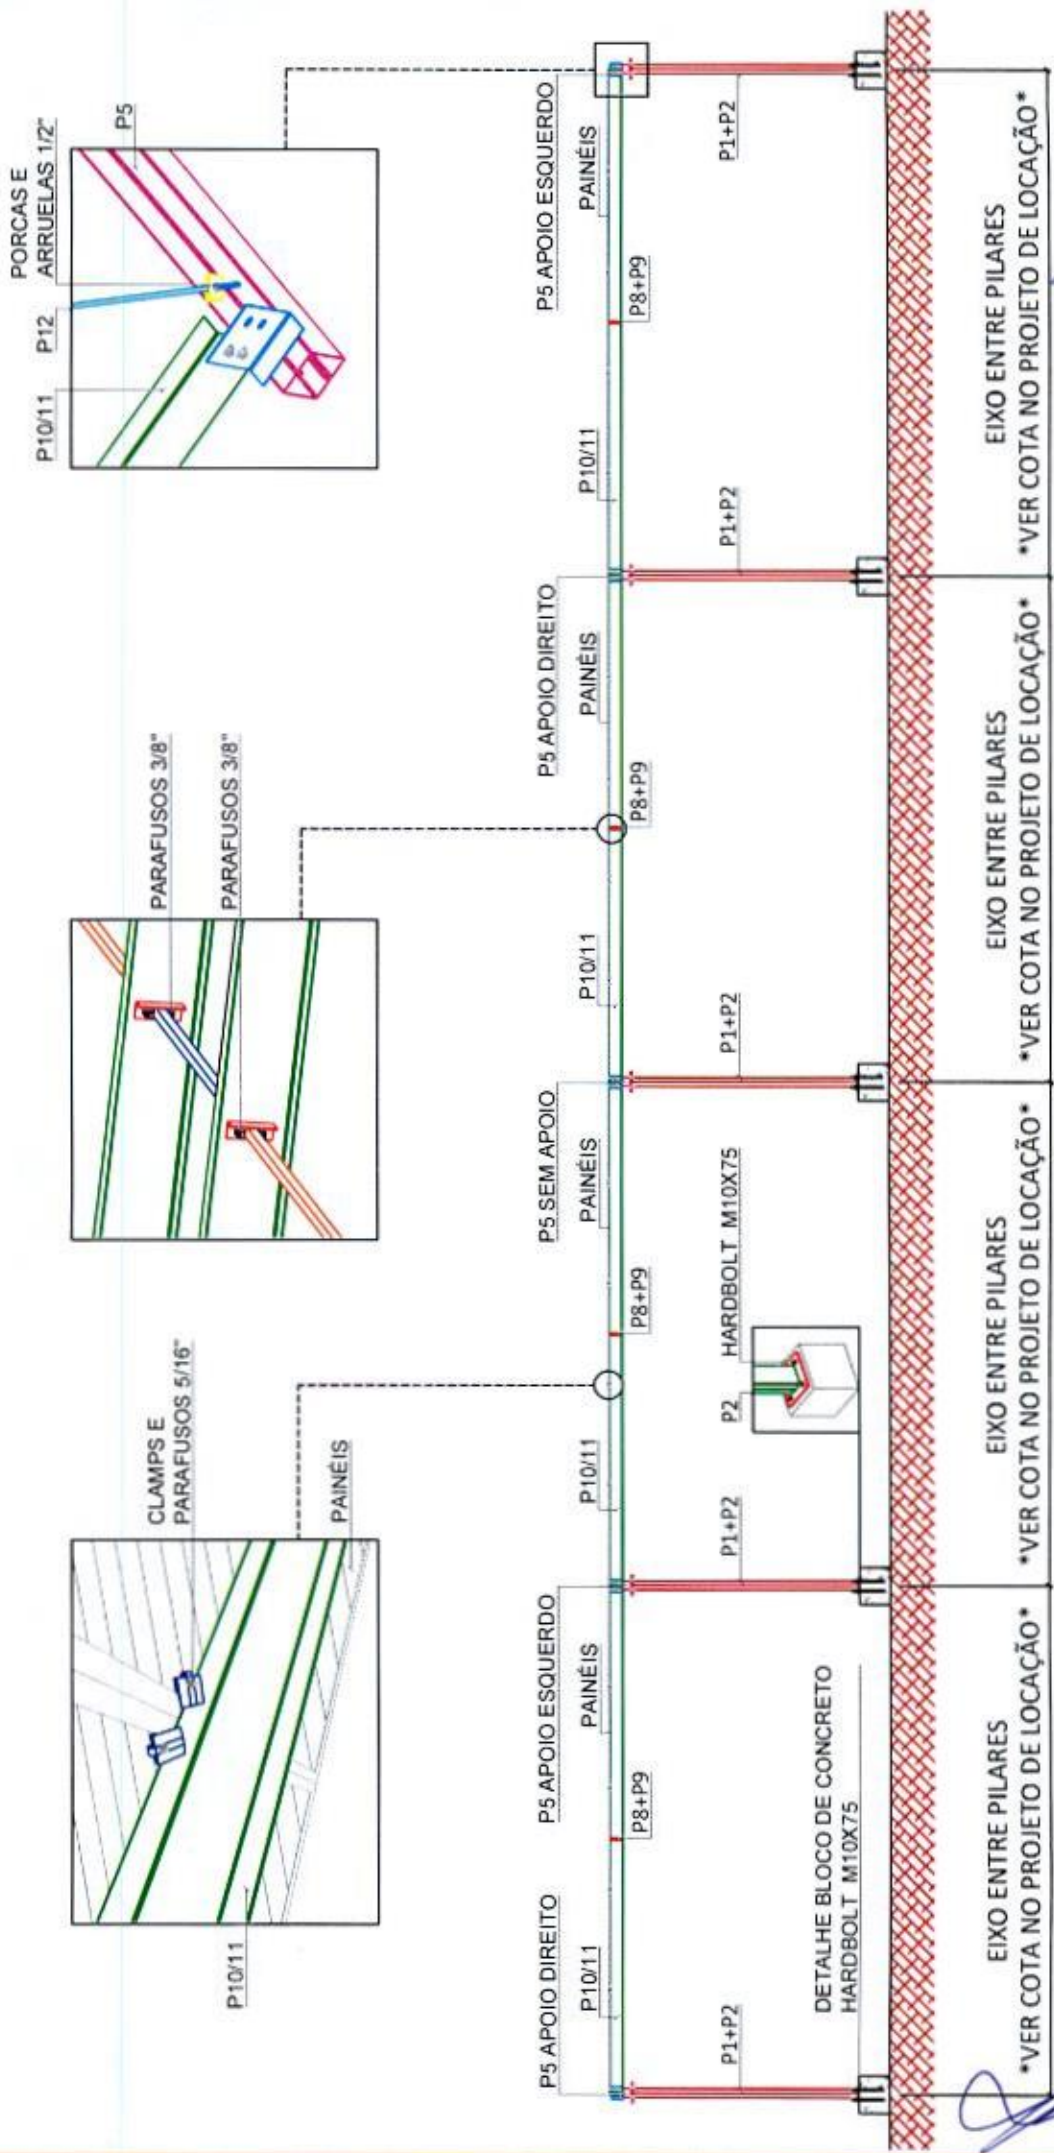 CLAMPS E
PARAFUSOS 5/16"
P10/11
PAINÉIS
PARAFUSOS 3/8"
PARAFUSOS 3/8"
PORCAS E
ARRUELAS 1/2"
P10/11
P12
P5
P5 APOIO DIREITO
P5 APOIO ESQUERDO
P5 SEM APOIO
P5 APOIO DIREITO
P5 APOIO ESQUERDO
P10/11
PAINÉIS
P10/11
PAINÉIS
P10/11
PAINÉIS
P10/11
PAINÉIS
P8+P9
P8+P9
P8+P9
P8+P9
P1+P2
P1+P2
P1+P2
P1+P2
P1+P2
P2
HARDBOLT M10X75
DETALHE BLOCO DE CONCRETO
HARDBOLT M10X75
EIXO ENTRE PILARES
*VER COTA NO PROJETO DE LOCAÇÃO*
EIXO ENTRE PILARES
*VER COTA NO PROJETO DE LOCAÇÃO*
EIXO ENTRE PILARES
*VER COTA NO PROJETO DE LOCAÇÃO*
EIXO ENTRE PILARES
*VER COTA NO PROJETO DE LOCAÇÃO*